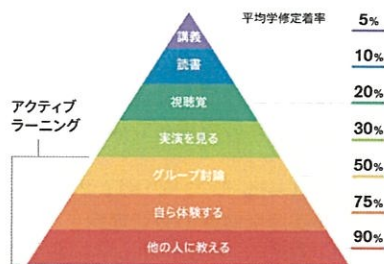 平均学修定着率
講義 5%
読書 10%
視聴覚 20%
実演を見る 30%
アクティブ
ラーニング
グループ討論 50%
自ら体験する 75%
他の人に教える 90%